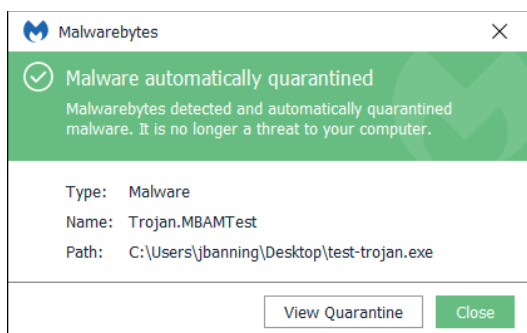 Malwarebytes
Malware automatically quarantined
Malwarebytes detected and automatically quarantined
malware. It is no longer a threat to your computer.
Type: Malware
Name: Trojan.MBAMTest
Path: C:\Users\jbanning\Desktop\test-trojan.exe
View Quarantine Close